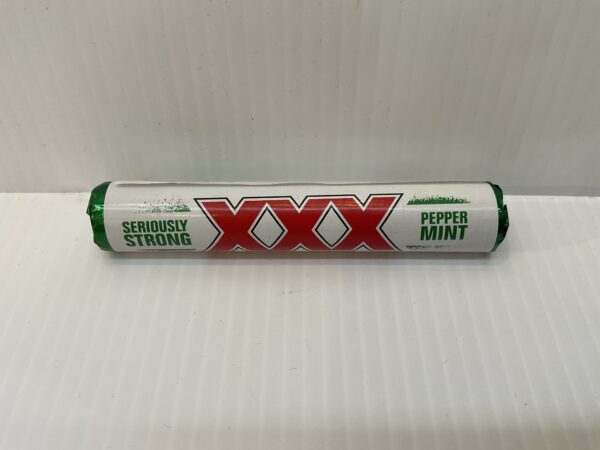 SERIOUSLY
STRONG
XXX
PEPPER
MINT